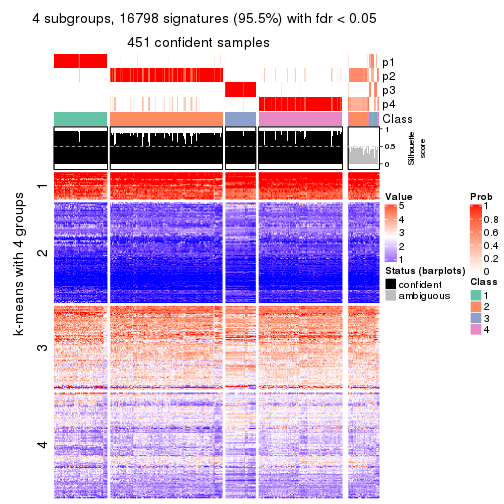 4 subgroups, 16798 signatures (95.5%) with fdr < 0.05
451 confident samples
p1
p2
p3
p4
Class
1
0.5
0
Silhouette
score
k-means with 4 groups
1
2
3
4
Value
5
4
3
2
1
Status (barplots)
confident
ambiguous
Prob
1
0.8
0.6
0.4
0.2
0
Class
1
2
3
4